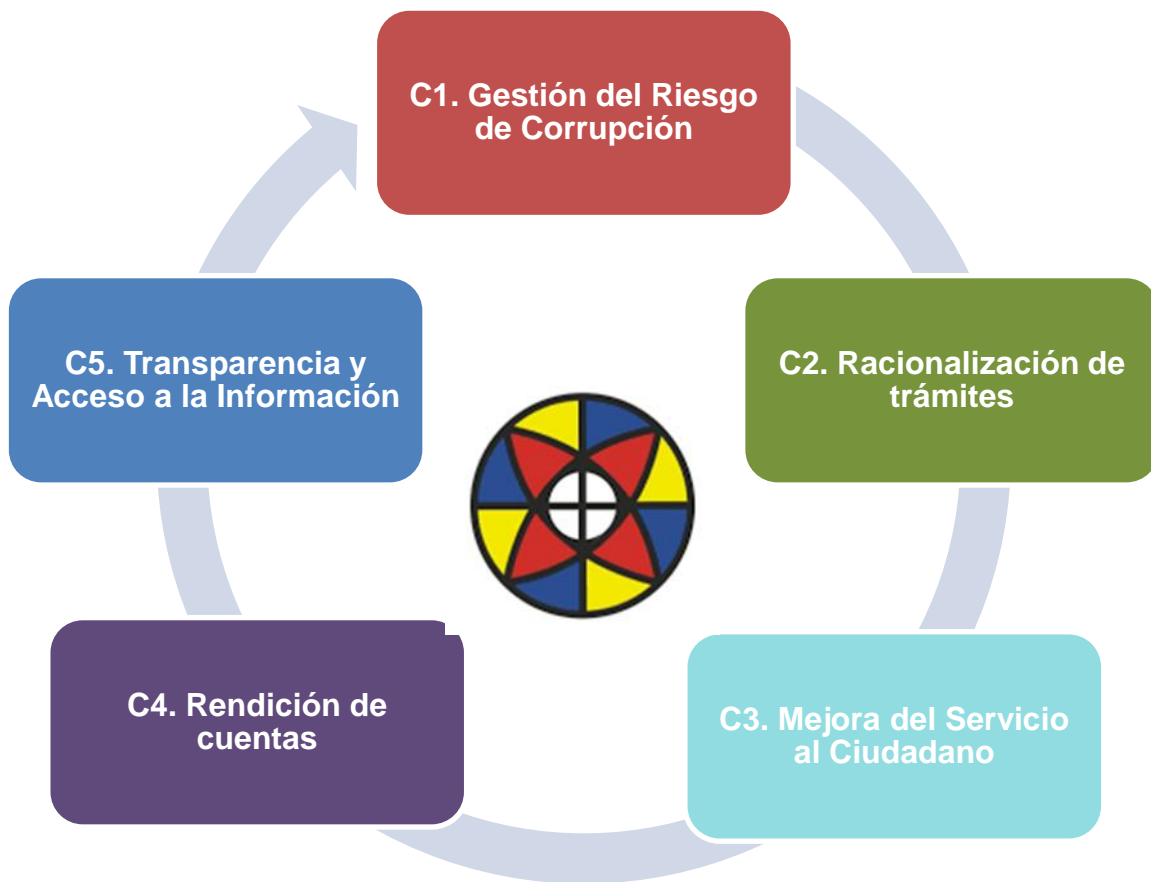 C1. Gestión del Riesgo
de Corrupción
C2. Racionalización de
trámites
C3. Mejora del Servicio
al Ciudadano
C4. Rendición de
cuentas
C5. Transparencia y
Acceso a la Información